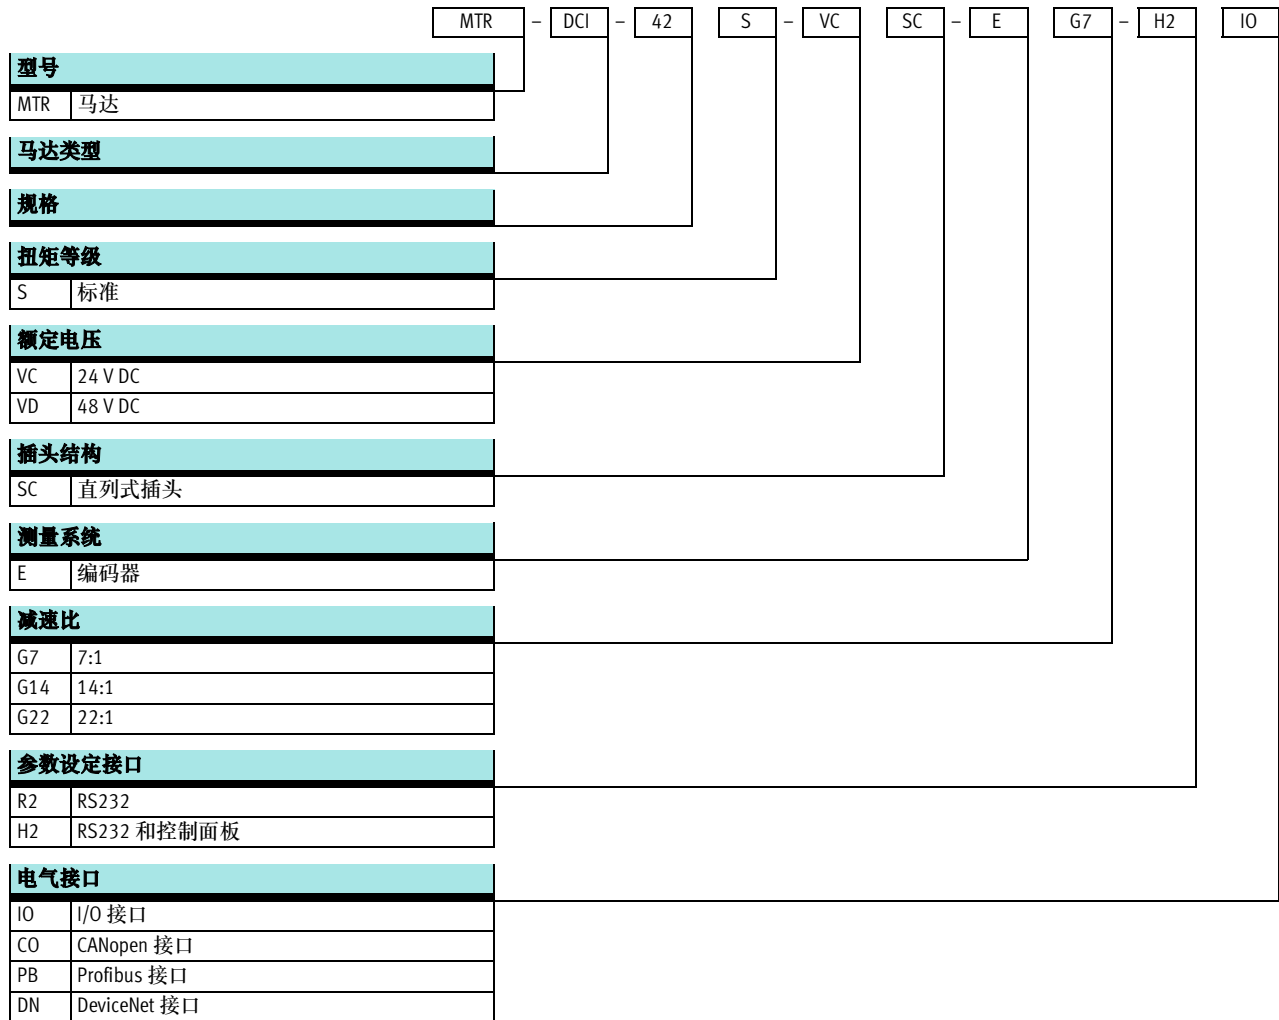 MTR – DCI – 42 S – VC SC – E G7 – H2 IO
型号
MTR 马达
马达类型
规格
扭矩等级
S 标准
额定电压
VC 24 V DC
VD 48 V DC
插头结构
SC 直列式插头
测量系统
E 编码器
减速比
G7 7:1
G14 14:1
G22 22:1
参数设定接口
R2 RS232
H2 RS232 和控制面板
电气接口
IO I/O 接口
CO CANopen 接口
PB Profibus 接口
DN DeviceNet 接口